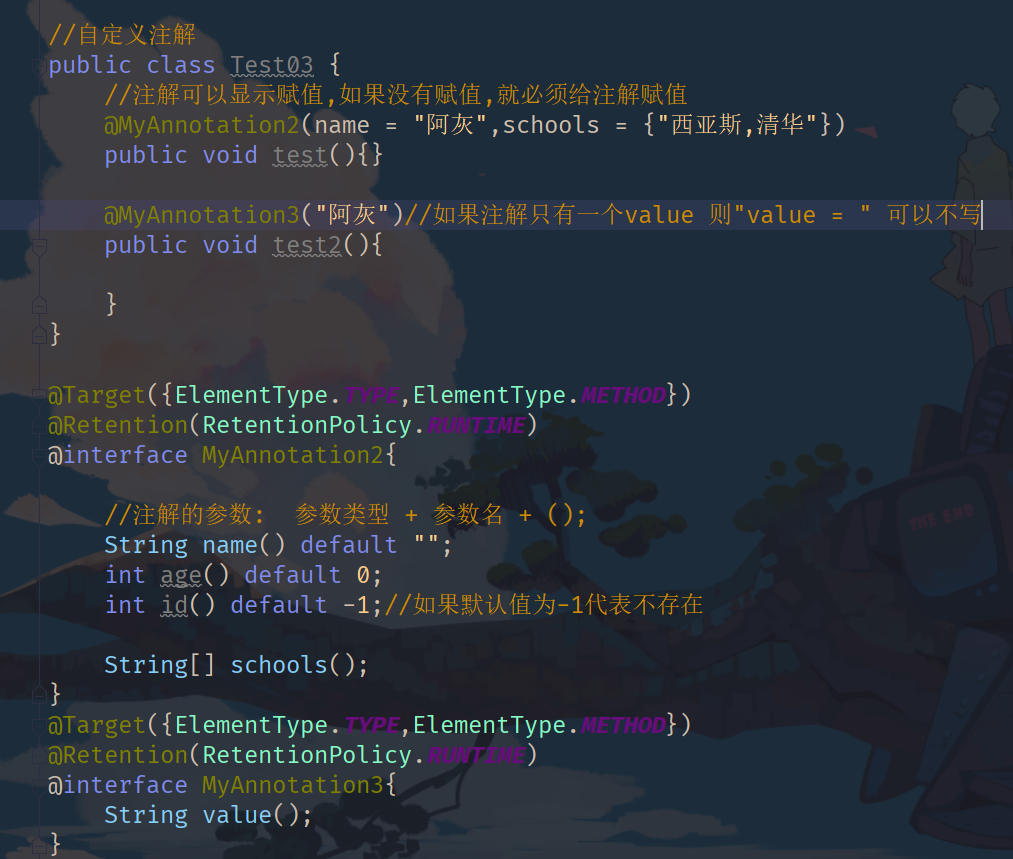 //自定义注解
public class Test03 {
//注解可以显示赋值,如果没有赋值,就必须给注解赋值
@MyAnnotation2(name = "阿灰",schools = {"西亚斯,清华"})
public void test(){}
@MyAnnotation3("阿灰")//如果注解只有一个value 则"value = " 可以不写
public void test2(){
}
}
@Target({ElementType.TYPE,ElementType.METHOD})
@Retention(RetentionPolicy.RUNTIME)
@interface MyAnnotation2{
//注解的参数: 参数类型 + 参数名 + ();
String name() default "";
int age() default 0;
int id() default -1;//如果默认值为-1代表不存在
String[] schools();
}
@Target({ElementType.TYPE,ElementType.METHOD})
@Retention(RetentionPolicy.RUNTIME)
@interface MyAnnotation3{
String value();
}
THE END